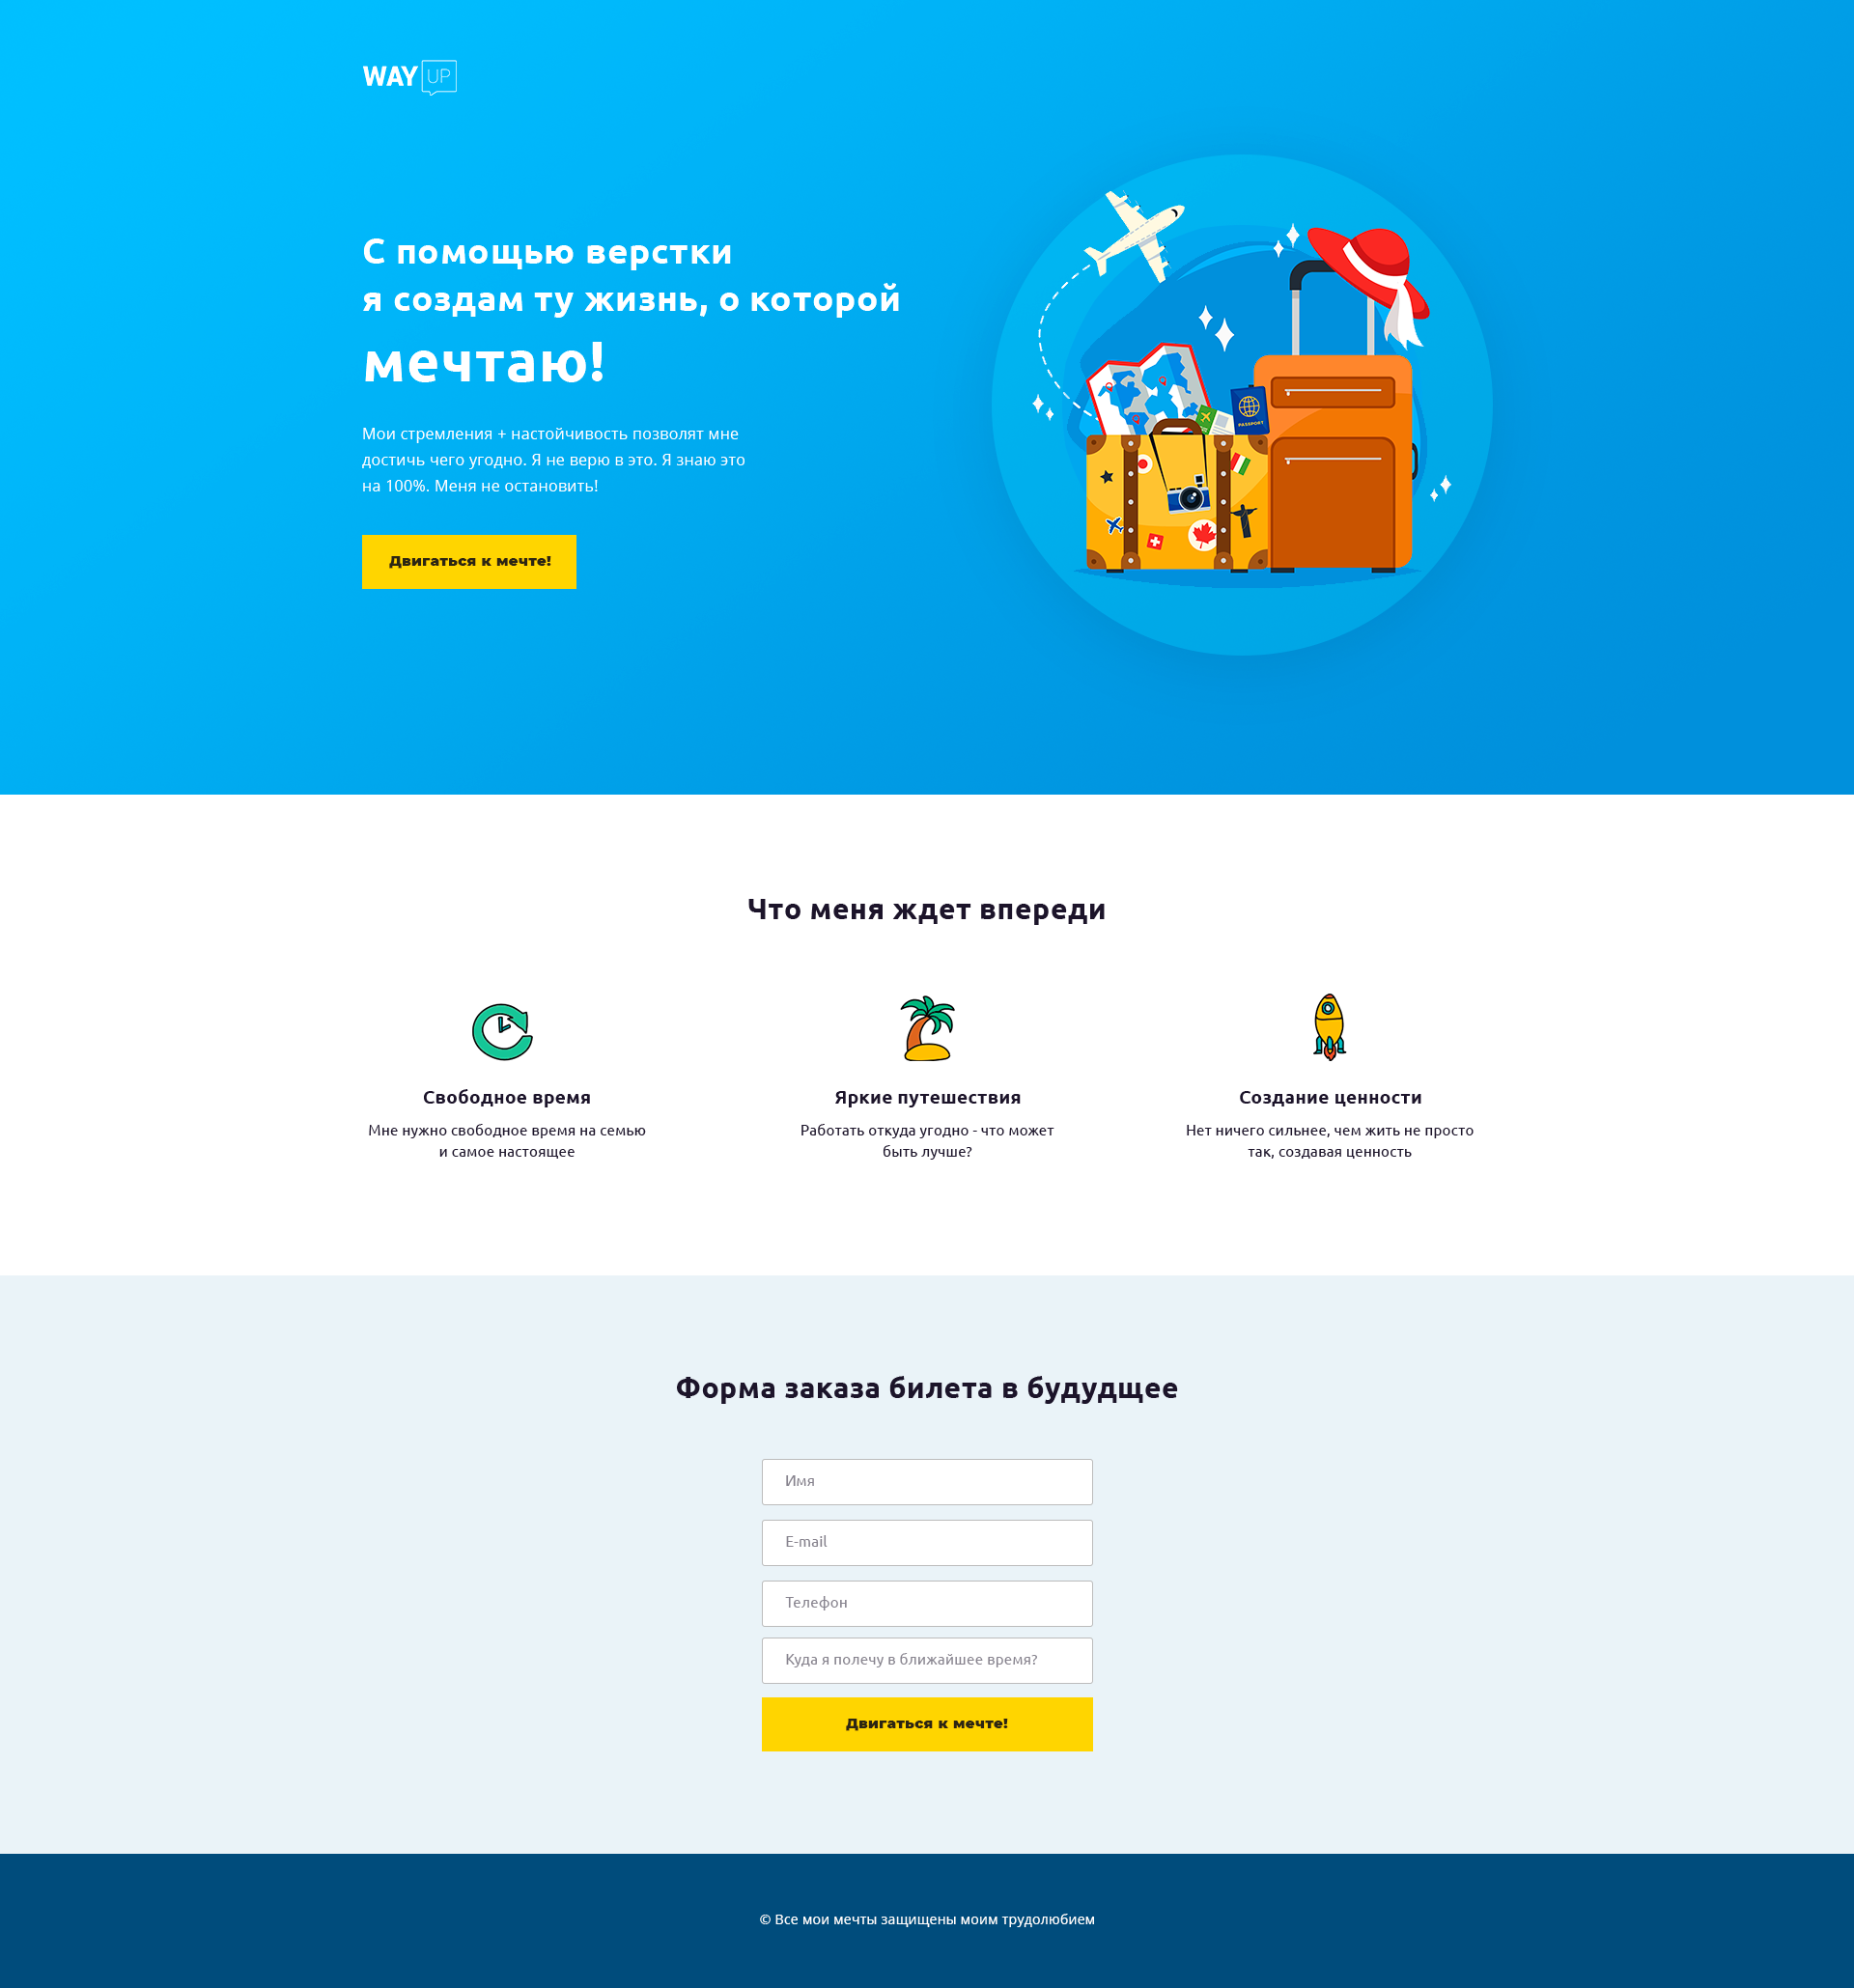 WAY UP
С помощью верстки
я создам ту жизнь, о которой
мечтаю!
Мои стремления + настойчивость позволят мне
достичь чего угодно. Я не верю в это. Я знаю это
на 100%. Меня не остановить!
Двигаться к мечте!
PASSPORT
Что меня ждет впереди
Свободное время
Мне нужно свободное время на семью
и самое настоящее
Яркие путешествия
Работать откуда угодно - что может
быть лучше?
Создание ценности
Нет ничего сильнее, чем жить не просто
так, создавая ценность
Форма заказа билета в будудщее
Имя
E-mail
Телефон
Куда я полечу в ближайшее время?
Двигаться к мечте!
© Все мои мечты защищены моим трудолюбием